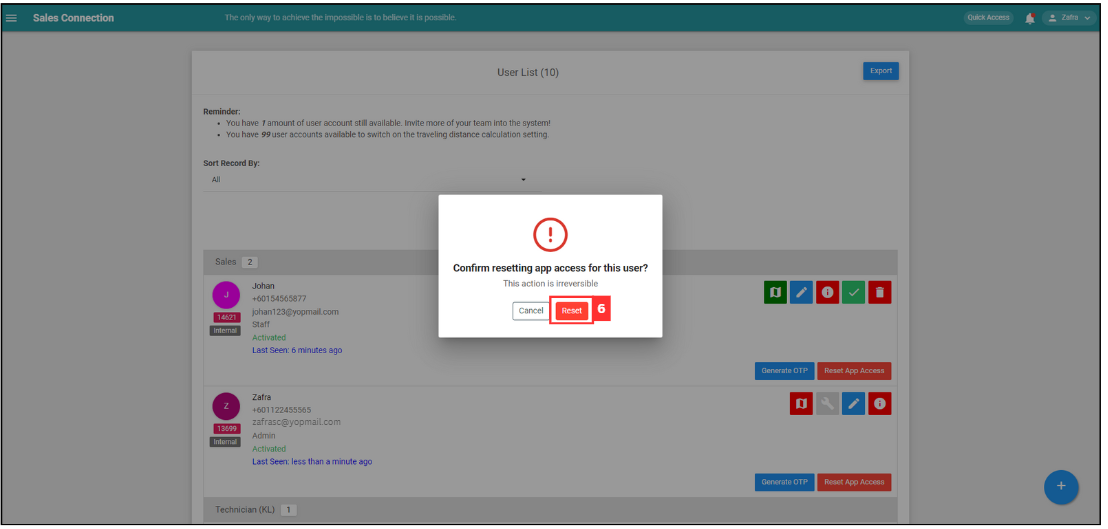 Sales Connection
The only way to achieve the impossible is to believe it is possible.
Quick Access
Zafra
User List (10)
Export
Reminder:
You have 1 amount of user account still available. Invite more of your team into the system!
You have 99 user accounts available to switch on the traveling distance calculation setting.
Sort Record By:
All
Confirm resetting app access for this user?
This action is irreversible
Cancel
Reset
6
Sales 2
J
14621
Internal
Johan
+60154565877
johan123@yopmail.com
Staff
Activated
Last Seen: 6 minutes ago
Generate OTP
Reset App Access
Z
13699
Internal
Zafra
+601122455565
zafrasc@yopmail.com
Admin
Activated
Last Seen: less than a minute ago
Generate OTP
Reset App Access
Technician (KL) 1